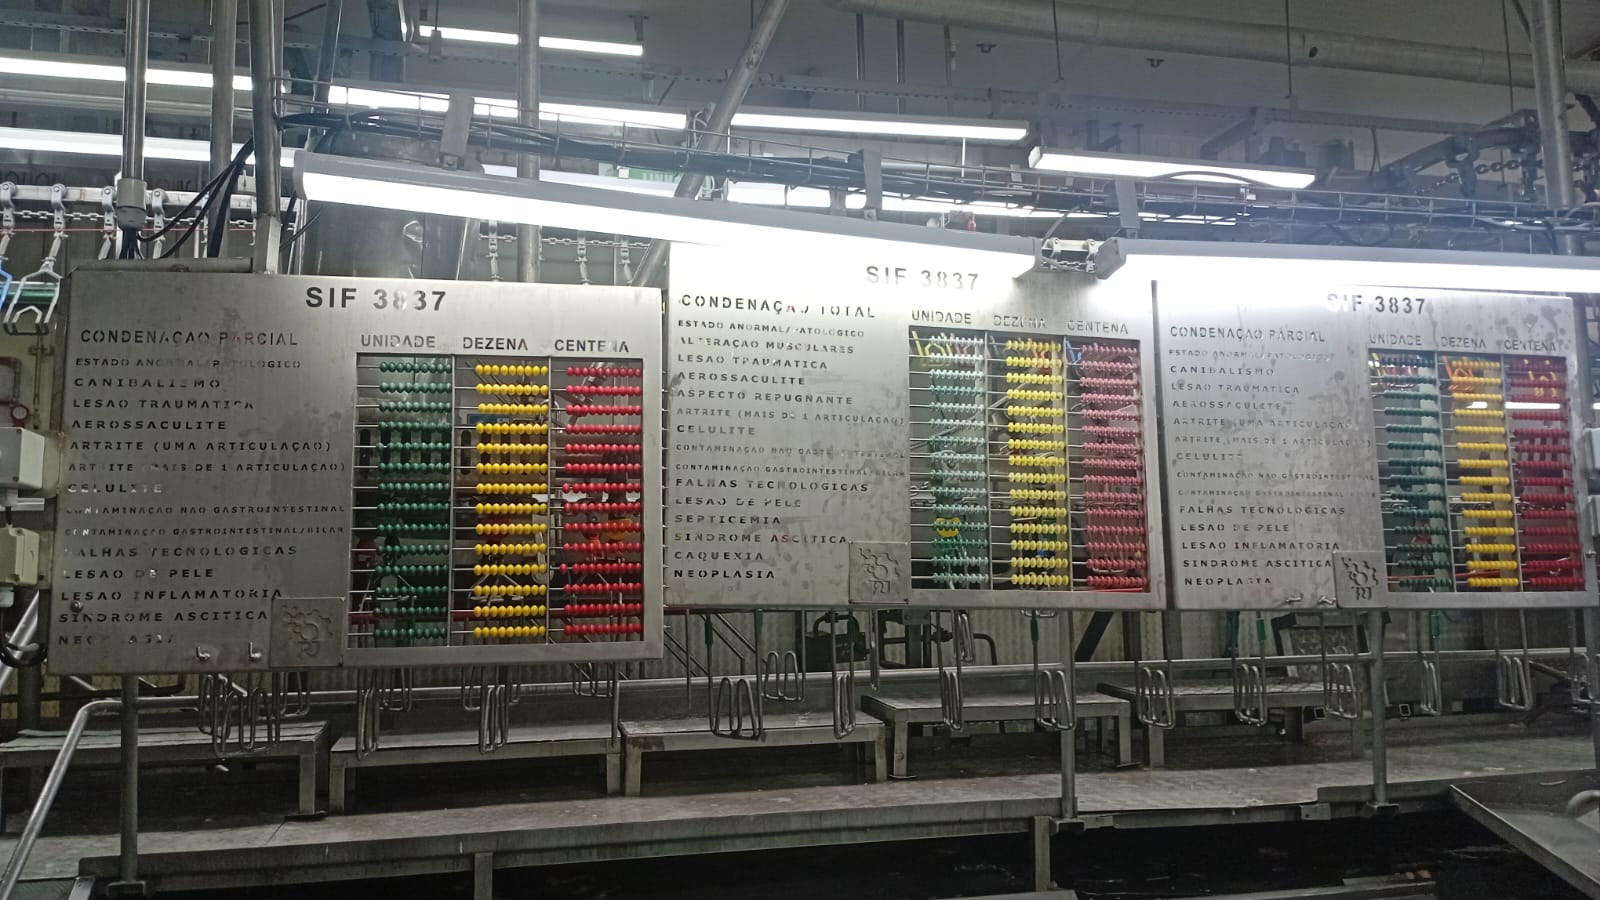 SIF 3837
CONDENAÇAO PARCIAL
UNIDADE DEZENA CENTENA
ESTADO ANORMAL/PATOLOGICO
CANIBALISMO
LESAO TRAUMATICA
AEROSSACULITE
ARTRITE (UMA ARTICULAÇAO)
ARTRITE (MAIS DE 1 ARTICULAÇAO)
CELULITE
CONTAMINAÇAO NAO GASTROINTESTINAL
CONTAMINAÇAO GASTROINTESTINAL/BILIAR
FALHAS TECNOLOGICAS
LESAO DE PELE
LESAO INFLAMATORIA
SINDROME ASCITICA
SIF 3837
CONDENAÇAO TOTAL
UNIDADE DEZENA CENTENA
ESTADO ANORMAL/PATOLOGICO
ALTERAÇAO MUSCULARES
LESAO TRAUMATICA
AEROSSACULITE
ASPECTO REPUGNANTE
ARTRITE (MAIS DE 1 ARTICULAÇAO)
CELULITE
CONTAMINAÇAO NAO GASTROINTESTINAL
CONTAMINAÇAO GASTROINTESTINAL/BILIAR
FALHAS TECNOLOGICAS
LESAO DE PELE
SEPTICEMIA
SINDROME ASCITICA
CAQUEXIA
NEOPLASIA
SIF 3837
CONDENAÇAO PARCIAL
UNIDADE DEZENA CENTENA
ESTADO ANORMAL/PATOLOGICO
CANIBALISMO
LESAO TRAUMATICA
AEROSSACULITE
ARTRITE (UMA ARTICULAÇAO)
ARTRITE (MAIS DE 1 ARTICULAÇAO)
CELULITE
CONTAMINAÇAO NAO GASTROINTESTINAL
CONTAMINAÇAO GASTROINTESTINAL
FALHAS TECNOLOGICAS
LESAO DE PELE
LESAO INFLAMATORIA
SINDROME ASCITICA
NEOPLASIA